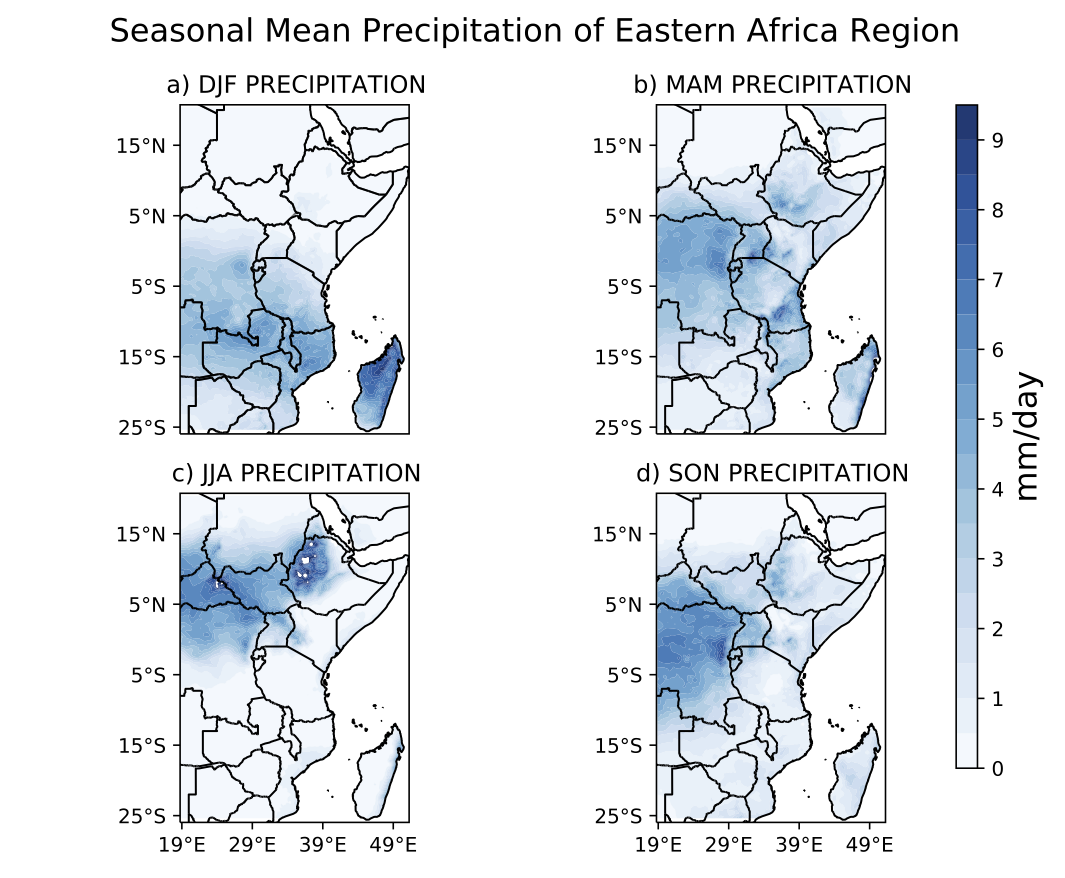 Seasonal Mean Precipitation of Eastern Africa Region
a) DJF PRECIPITATION
b) MAM PRECIPITATION
15°N
5°N
5°S
15°S
25°S
15°N
5°N
5°S
15°S
25°S
c) JJA PRECIPITATION
d) SON PRECIPITATION
15°N
5°N
5°S
15°S
25°S
19°E 29°E 39°E 49°E
15°N
5°N
5°S
15°S
25°S
19°E 29°E 39°E 49°E
9
8
7
6
5
4
3
2
1
0
mm/day